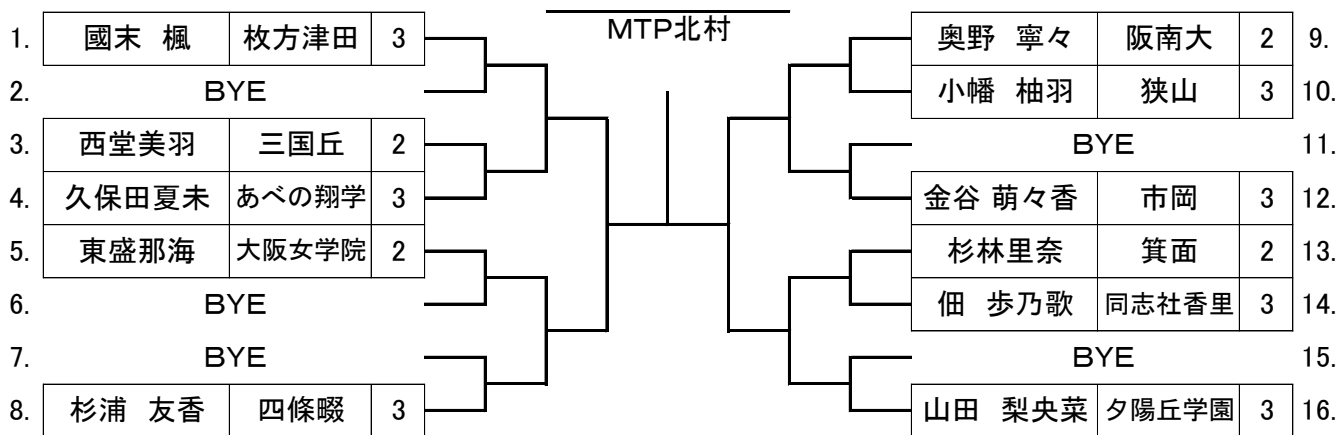 MTP北村
1. 國末 楓 枚方津田 3
2. BYE
3. 西堂美羽 三国丘 2
4. 久保田夏未 あべの翔学 3
5. 東盛那海 大阪女学院 2
6. BYE
7. BYE
8. 杉浦 友香 四條畷 3
奥野 寧々 阪南大 2 9.
小幡 柚羽 狭山 3 10.
BYE 11.
金谷 萌々香 市岡 3 12.
杉林里奈 箕面 2 13.
佃 歩乃歌 同志社香里 3 14.
BYE 15.
山田 梨央菜 夕陽丘学園 3 16.